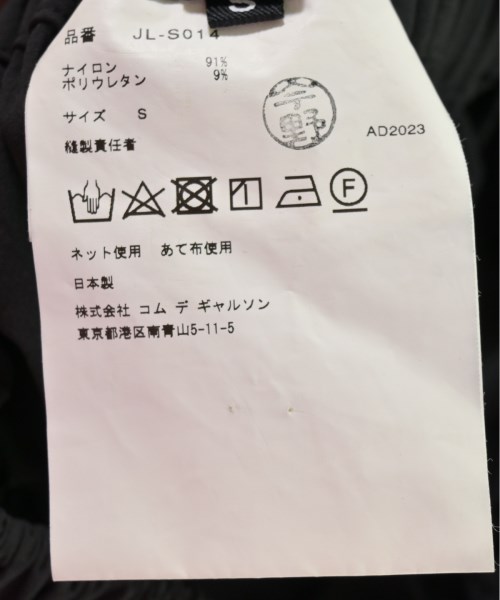 S
品番 JL-S014
ナイロン 91%
ポリウレタン 9%
サイズ S
今野
AD2023
縫製責任者
F
ネット使用 あて布使用
日本製
株式会社 コム デ ギャルソン
東京都港区南青山5-11-5